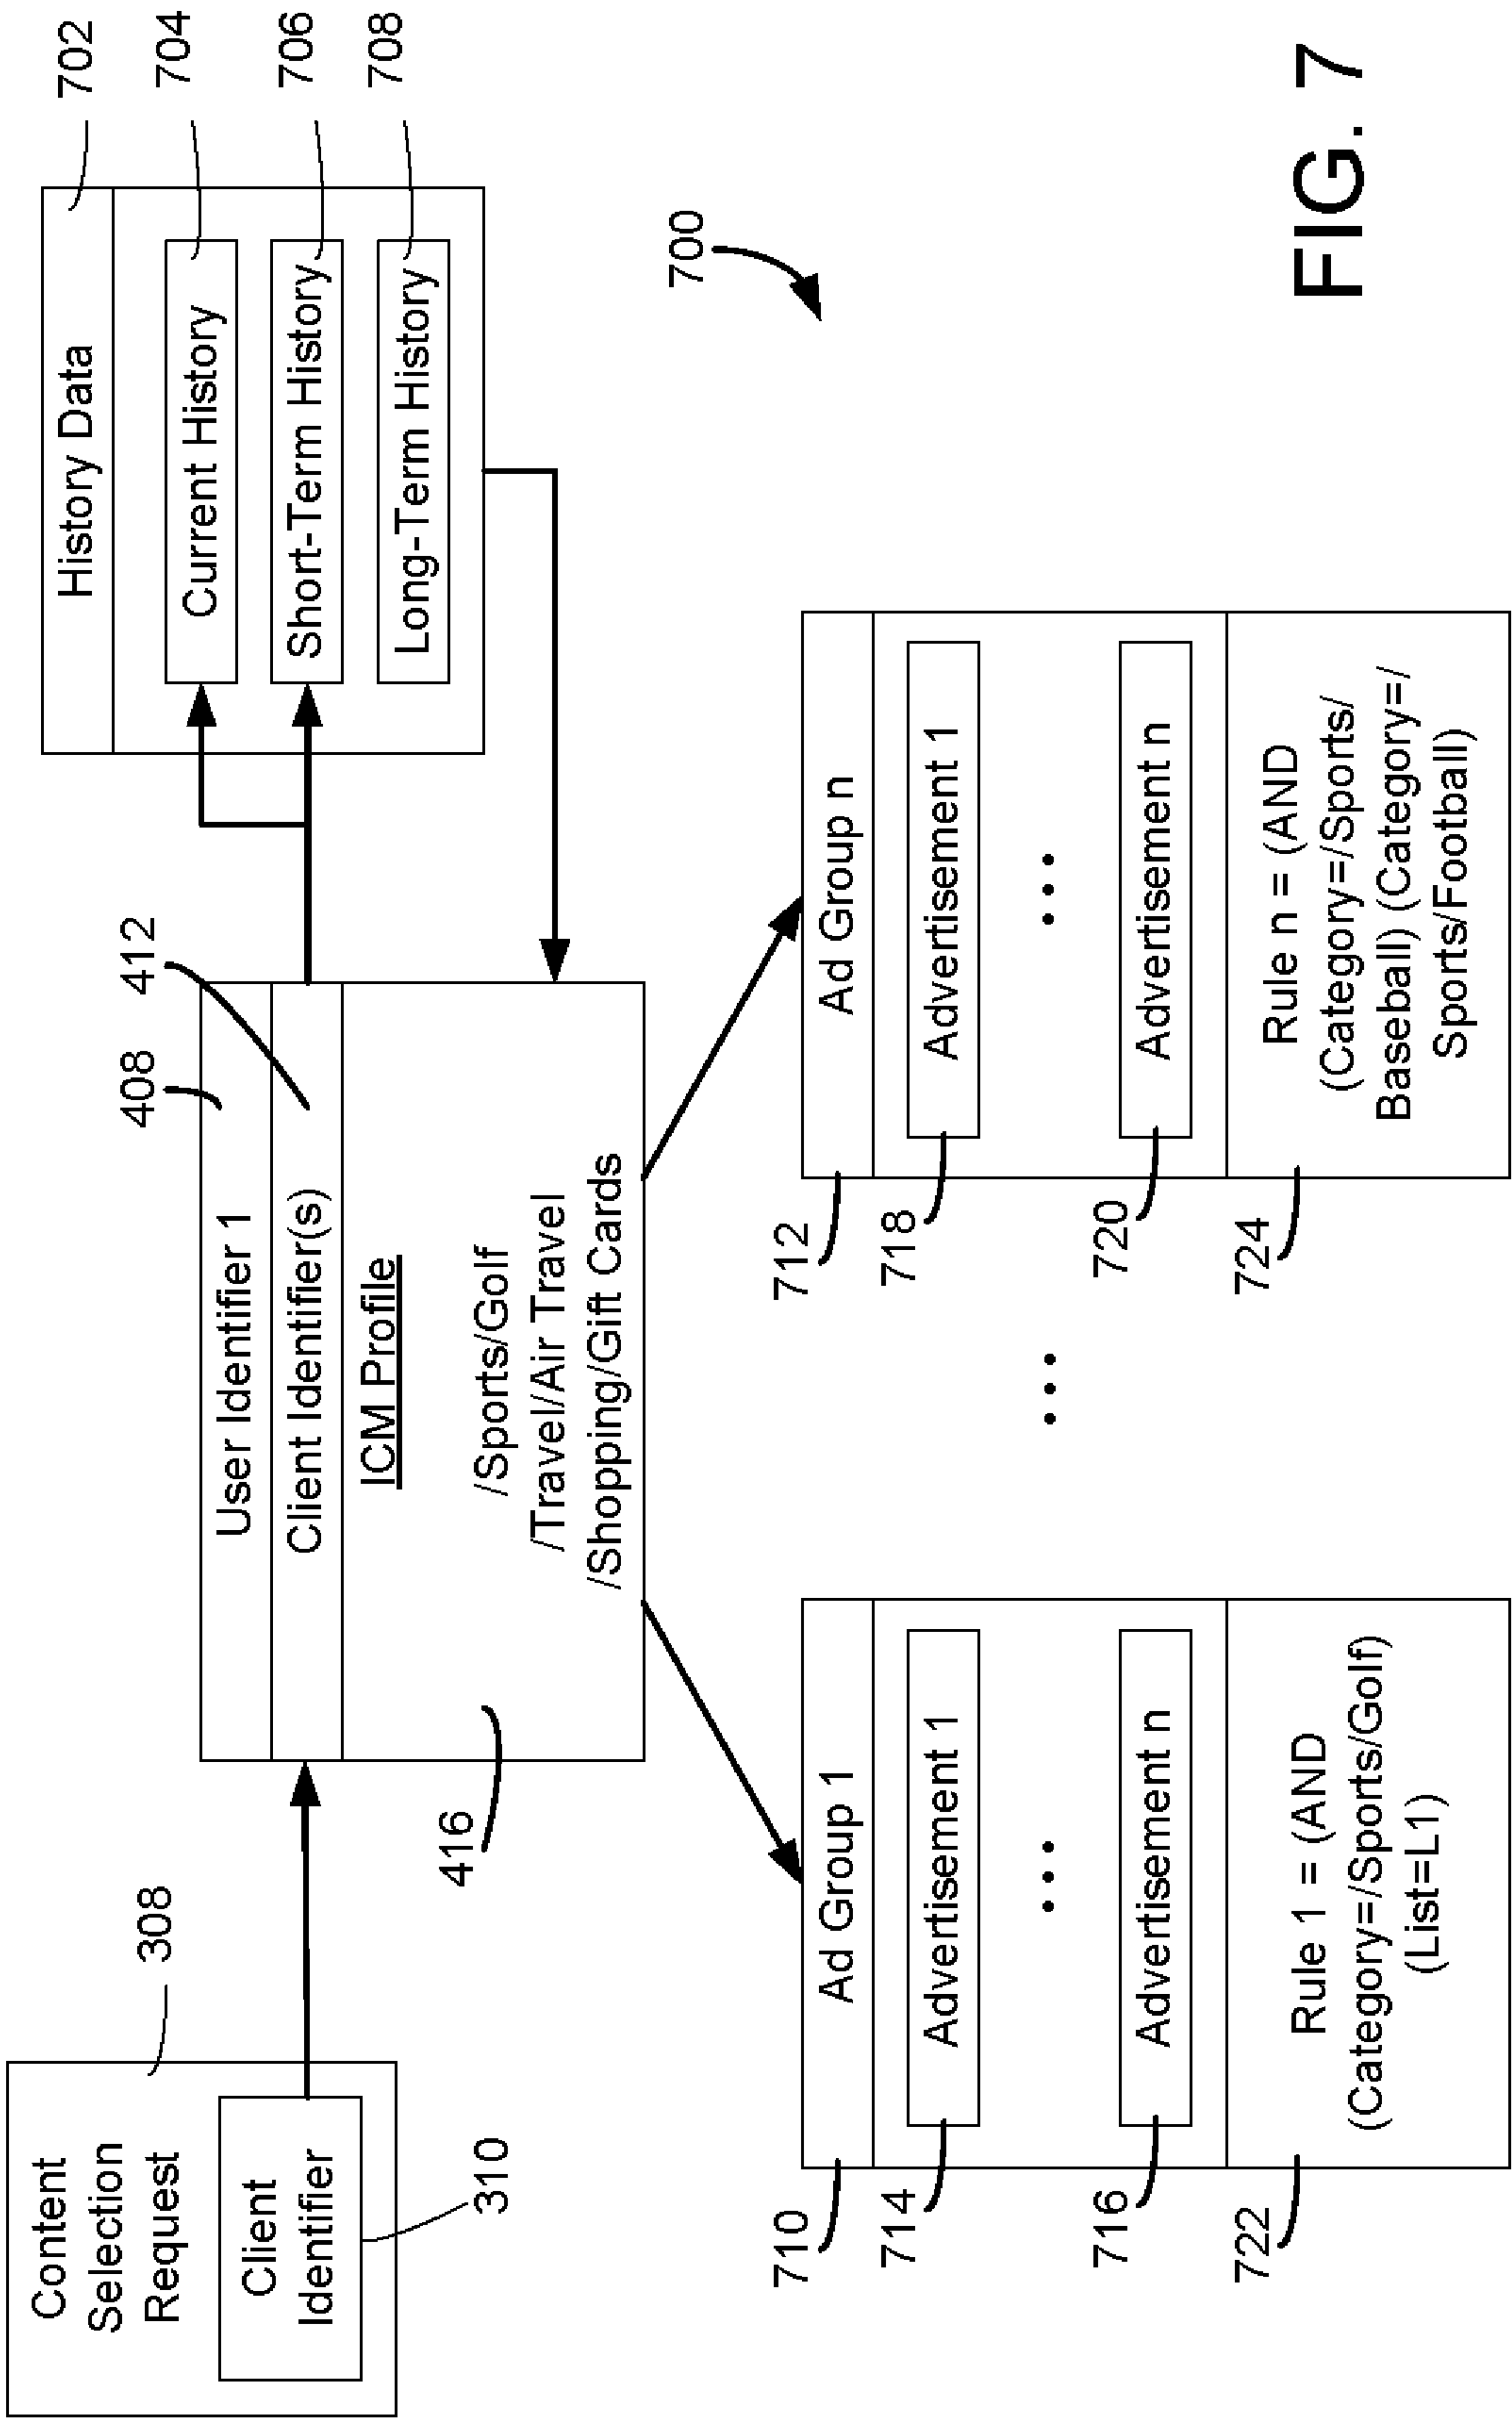 Content
Selection
Request
308
Client
Identifier
310
408
412
User Identifier 1
Client Identifier(s)
ICM Profile
/Sports/Golf
/Travel/Air Travel
/Shopping/Gift Cards
416
History Data
702
Current History
704
Short-Term History
706
Long-Term History
708
700
710
Ad Group 1
714
Advertisement 1
...
716
Advertisement n
722
Rule 1 = (AND
(Category=/Sports/Golf)
(List=L1)
...
712
Ad Group n
718
Advertisement 1
...
720
Advertisement n
724
Rule n = (AND
(Category=/Sports/
Baseball) (Category=/
Sports/Football)
FIG. 7